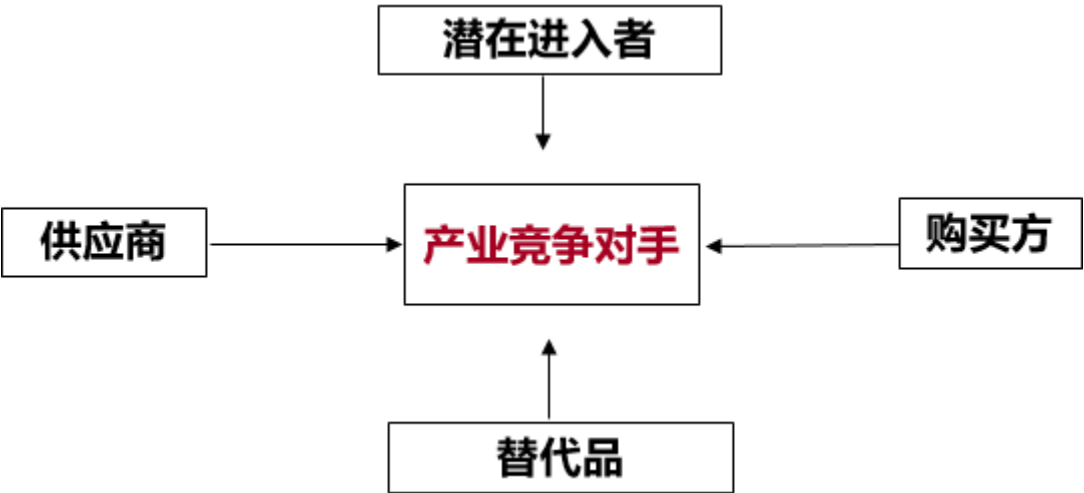 潜在进入者
供应商
产业竞争对手
购买方
替代品